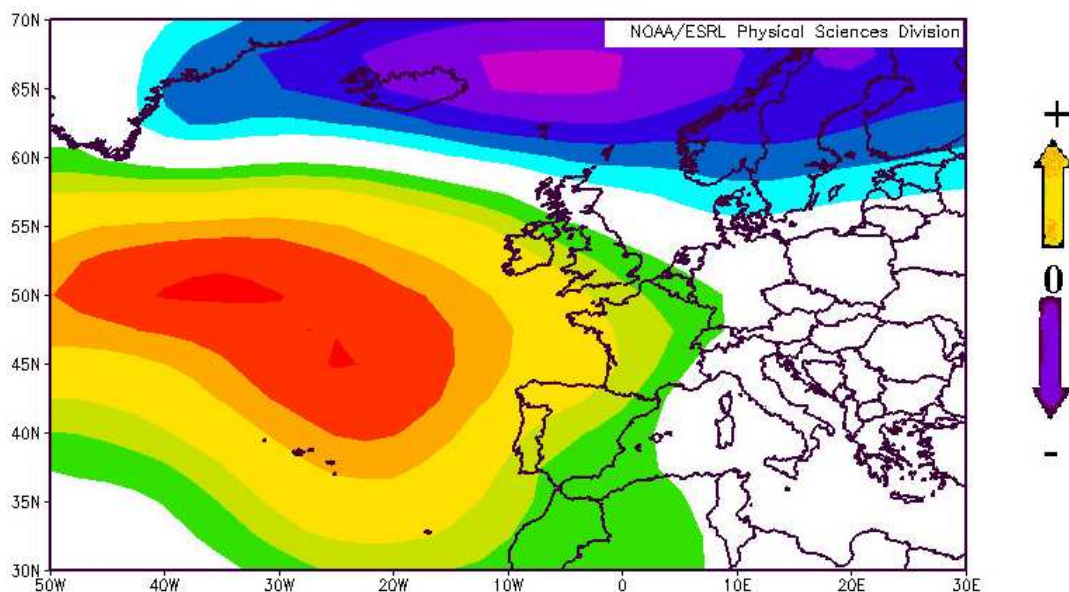 70N
NOAA/ESRL Physical Sciences Division
65N
60N
55N
50N
45N
40N
35N
30N
50W 40W 30W 20W 10W 0 10E 20E 30E
+
0
-